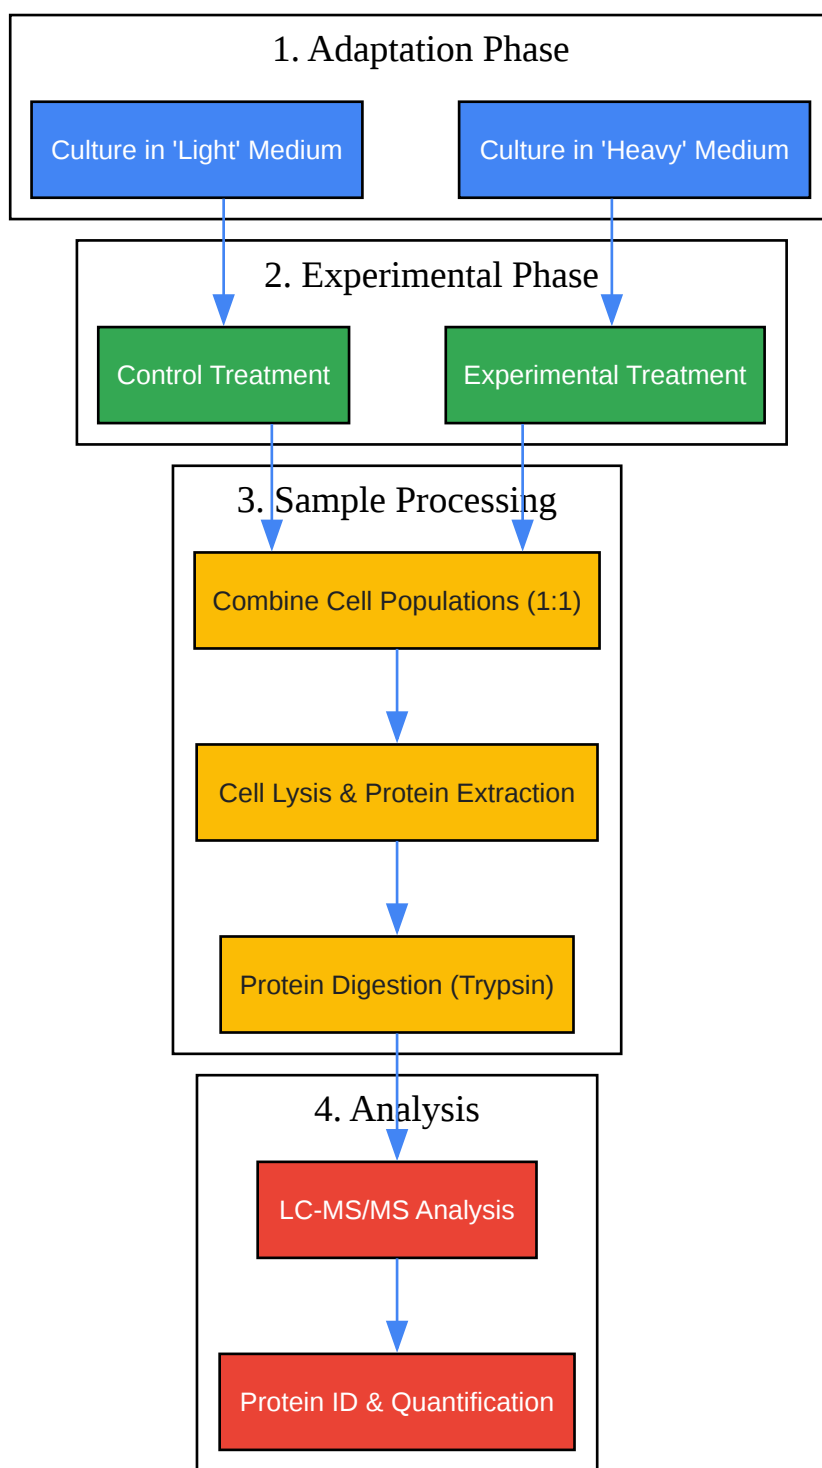 1. Adaptation Phase
Culture in 'Light' Medium
Culture in 'Heavy' Medium
2. Experimental Phase
Control Treatment
Experimental Treatment
3. Sample Processing
Combine Cell Populations (1:1)
Cell Lysis & Protein Extraction
Protein Digestion (Trypsin)
4. Analysis
LC-MS/MS Analysis
Protein ID & Quantification